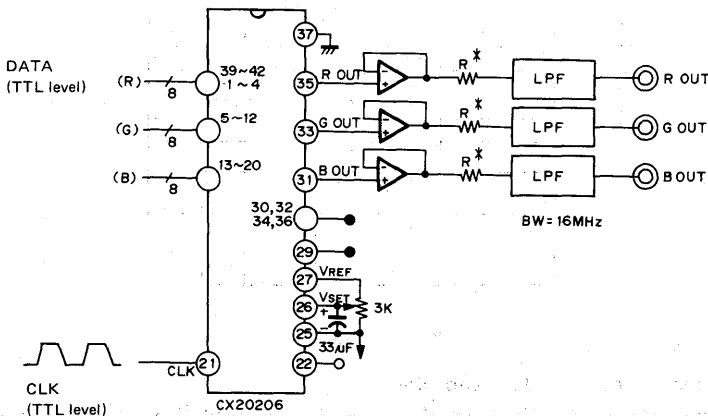 DATA
(TTL level)
(R)
8
39~42
1~4
(G)
8
5~12
(B)
8
13~20
37
35
R OUT
R*
LPF
R OUT
33
G OUT
R*
LPF
G OUT
31
B OUT
R*
LPF
B OUT
BW=16MHz
30,32
34,36
29
27
VREF
26
VSET
3K
+
−
25
33μF
22
21
CLK
CLK
(TTL level)
CX20206